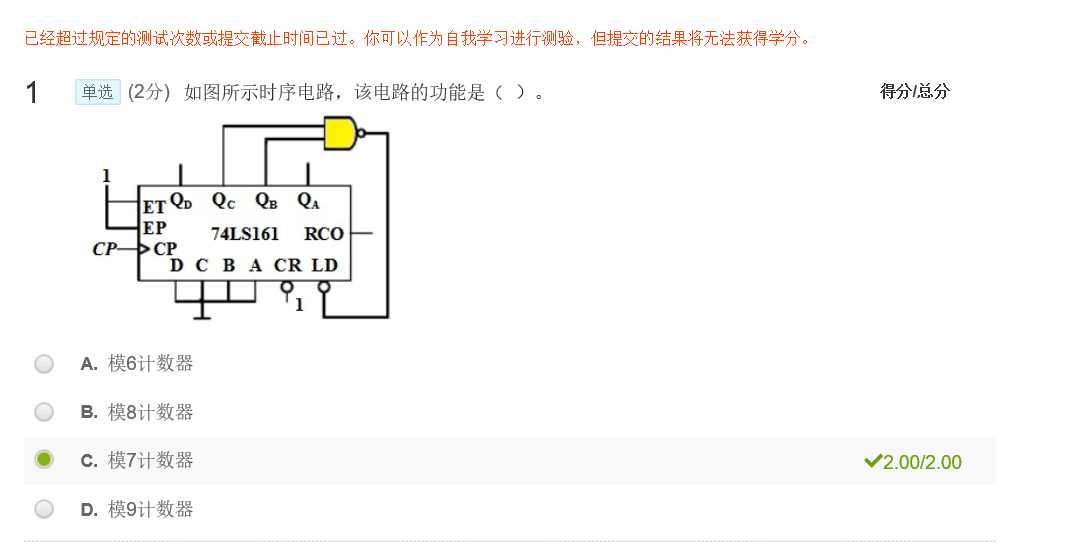 已经超过规定的测试次数或提交截止时间已过。你可以作为自我学习进行测验，但提交的结果将无法获得学分。
1 单选 (2分) 如图所示时序电路，该电路的功能是（ ）。 得分/总分
1
ET QD QC QB QA
EP 74LS161 RCO
CP CP
D C B A CR LD
1
A. 模6计数器
B. 模8计数器
C. 模7计数器 2.00/2.00
D. 模9计数器